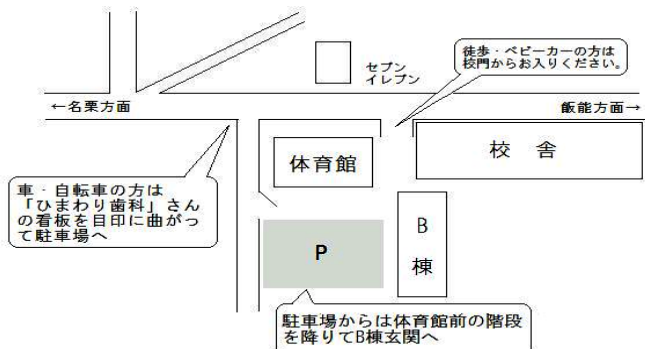 セブン
イレブン
徒歩・ベビーカーの方は
校門からお入りください。
←名栗方面
飯能方面→
体育館
校 舎
車・自転車の方は
「ひまわり歯科」さん
の看板を目印に曲がっ
て駐車場へ
P
B
棟
駐車場からは体育館前の階段
を降りてB棟玄関へ